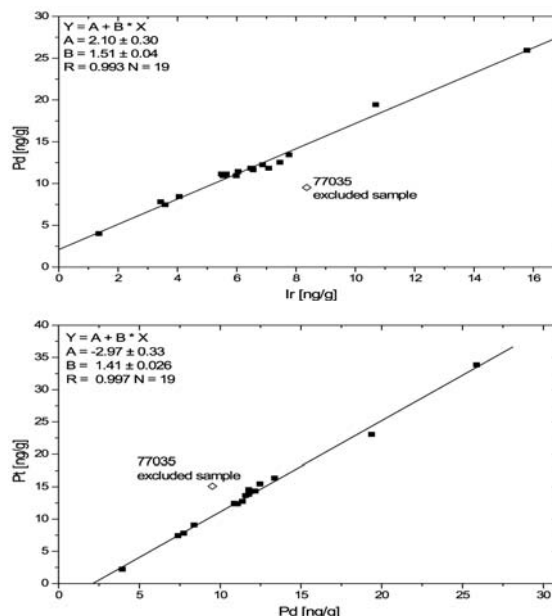 30
25
20
15
10
5
0
Pd [ng/g]
Y = A + B * X
A = 2.10 ± 0.30
B = 1.51 ± 0.04
R = 0.993 N = 19
77035
excluded sample
0 2 4 6 8 10 12 14 16
Ir [ng/g]
40
35
30
25
20
15
10
5
0
Pt [ng/g]
Y = A + B * X
A = -2.97 ± 0.33
B = 1.41 ± 0.026
R = 0.997 N = 19
77035
excluded sample
0 5 10 15 20 25 30
Pd [ng/g]